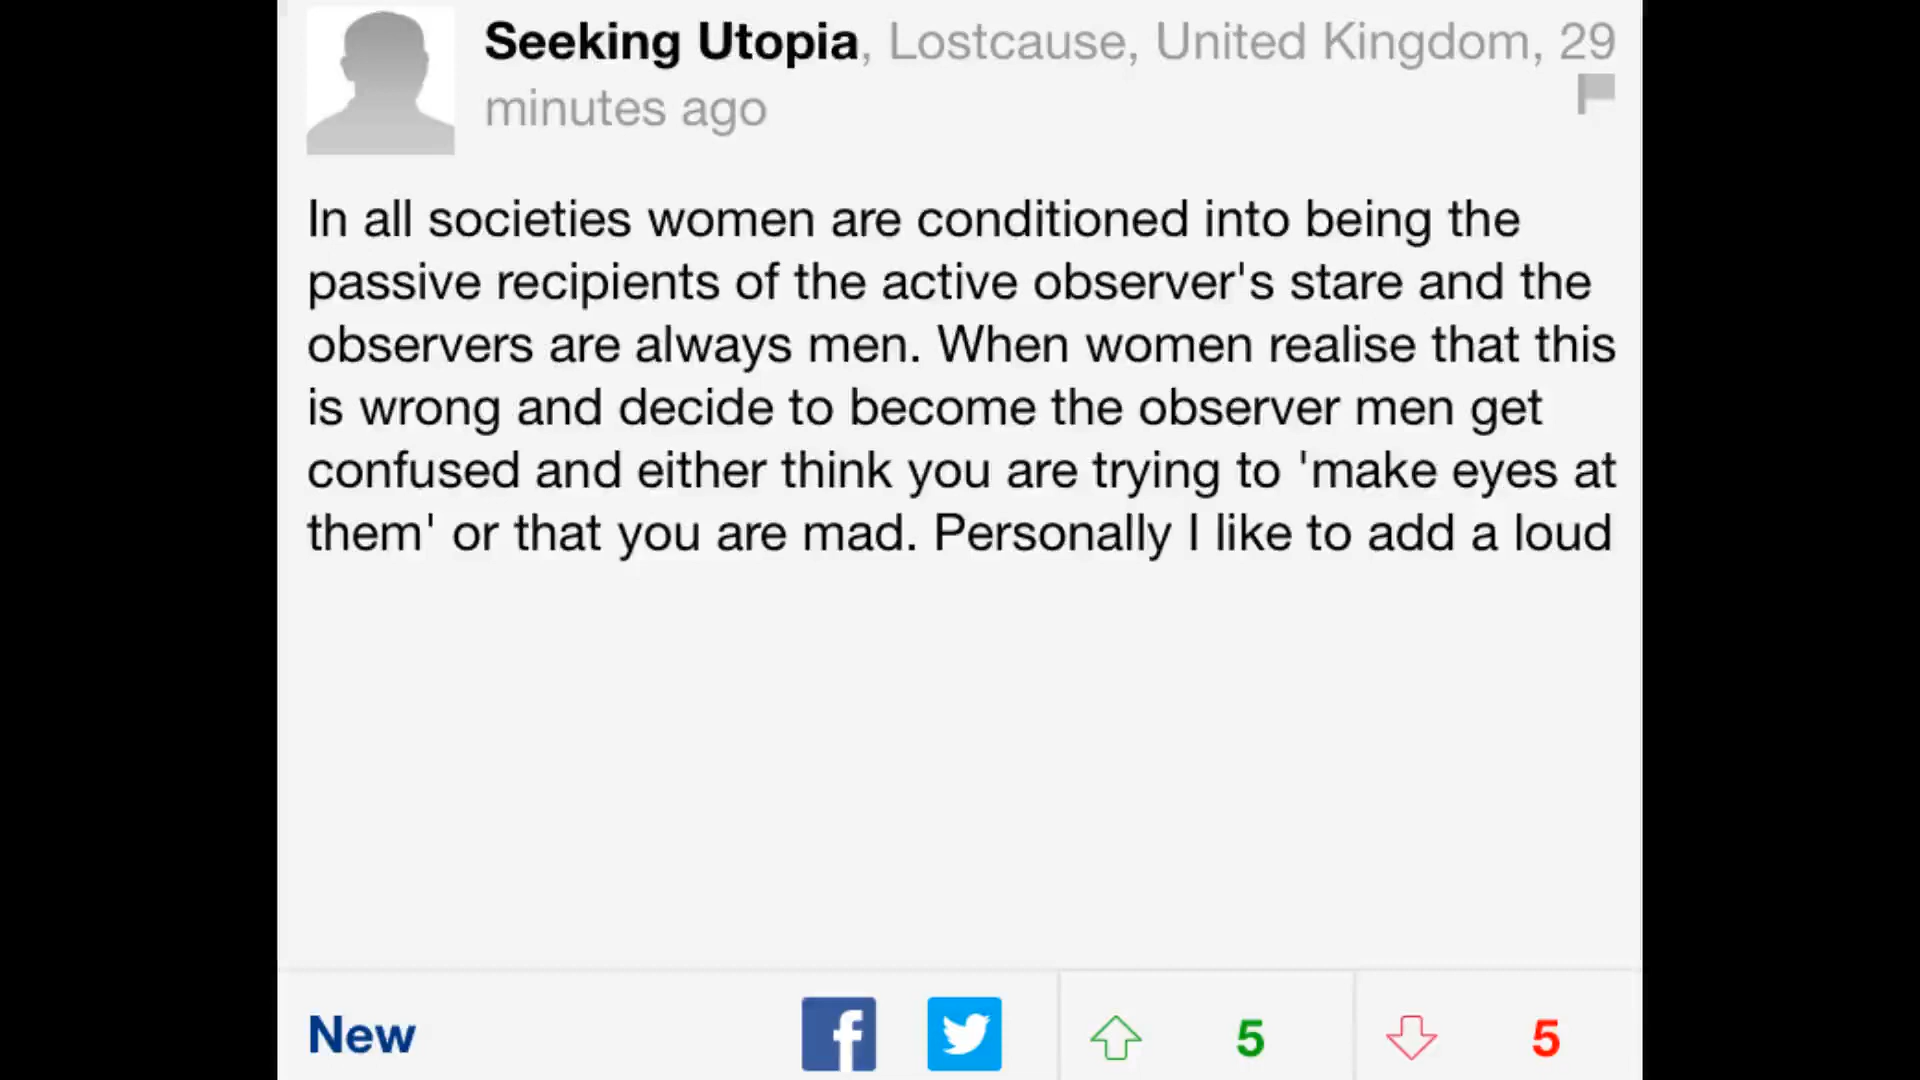 Seeking Utopia, Lostcause, United Kingdom, 29
minutes ago
In all societies women are conditioned into being the
passive recipients of the active observer's stare and the
observers are always men. When women realise that this
is wrong and decide to become the observer men get
confused and either think you are trying to 'make eyes at
them' or that you are mad. Personally I like to add a loud
New 5 5